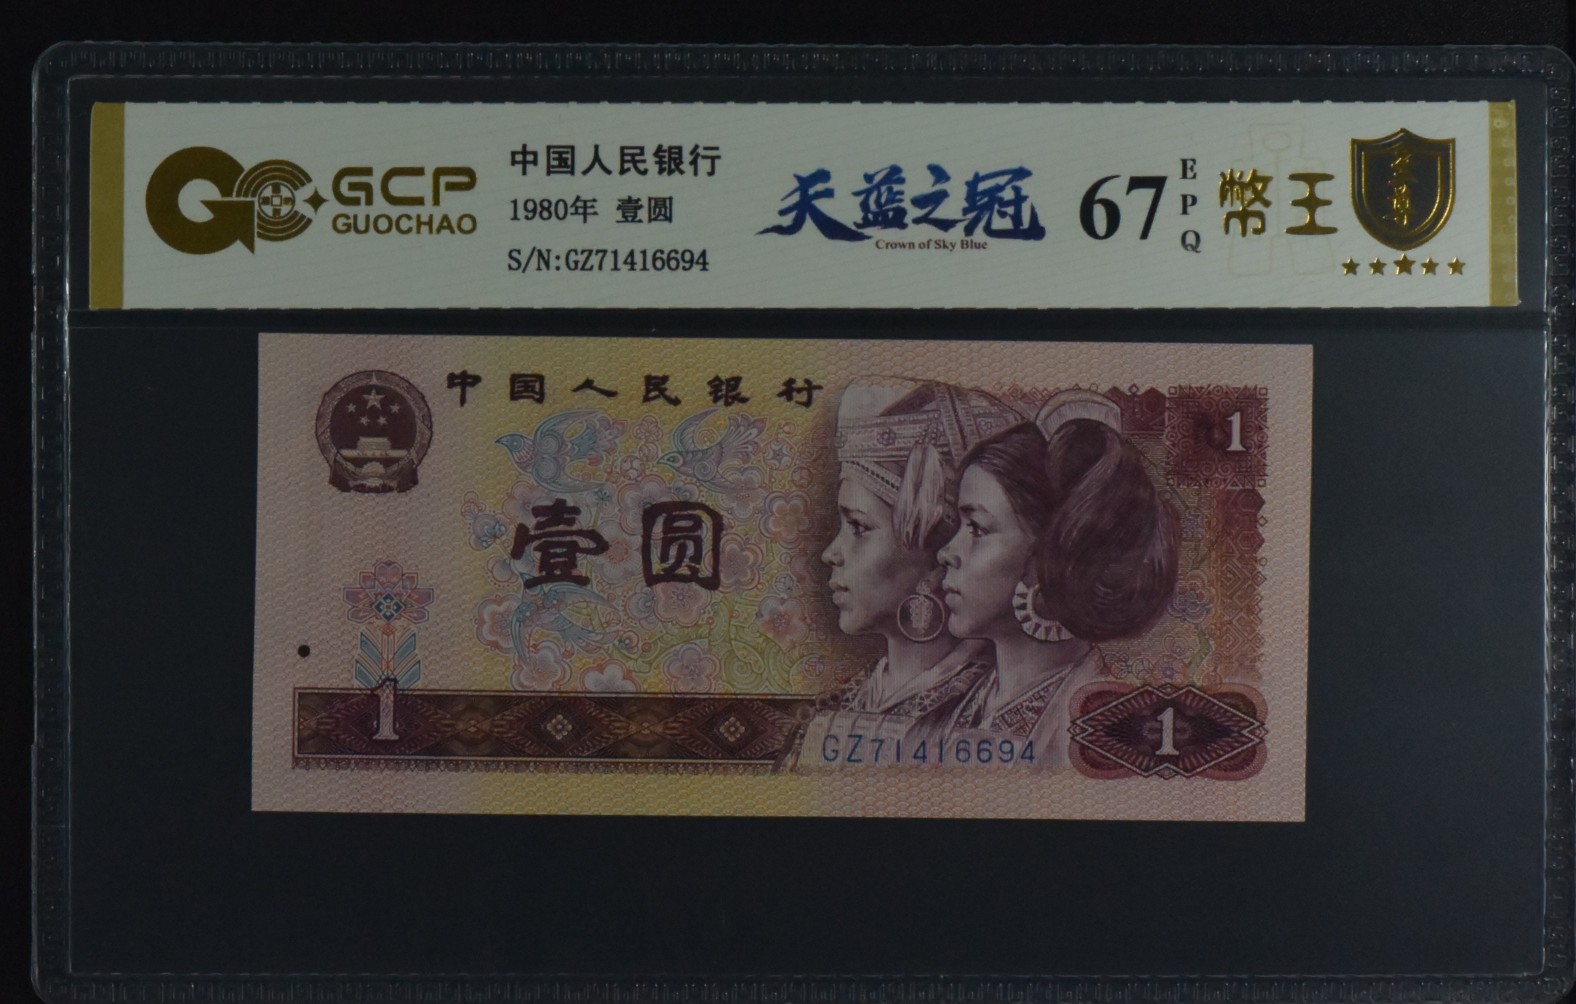 GCP
GUOCHAO
中国人民银行
1980年 壹圆
S/N:GZ71416694
天蓝之冠
Crown of Sky Blue
67
EPQ
幣王
至尊
中国人民银行
1
壹圆
1
GZ71416694
1